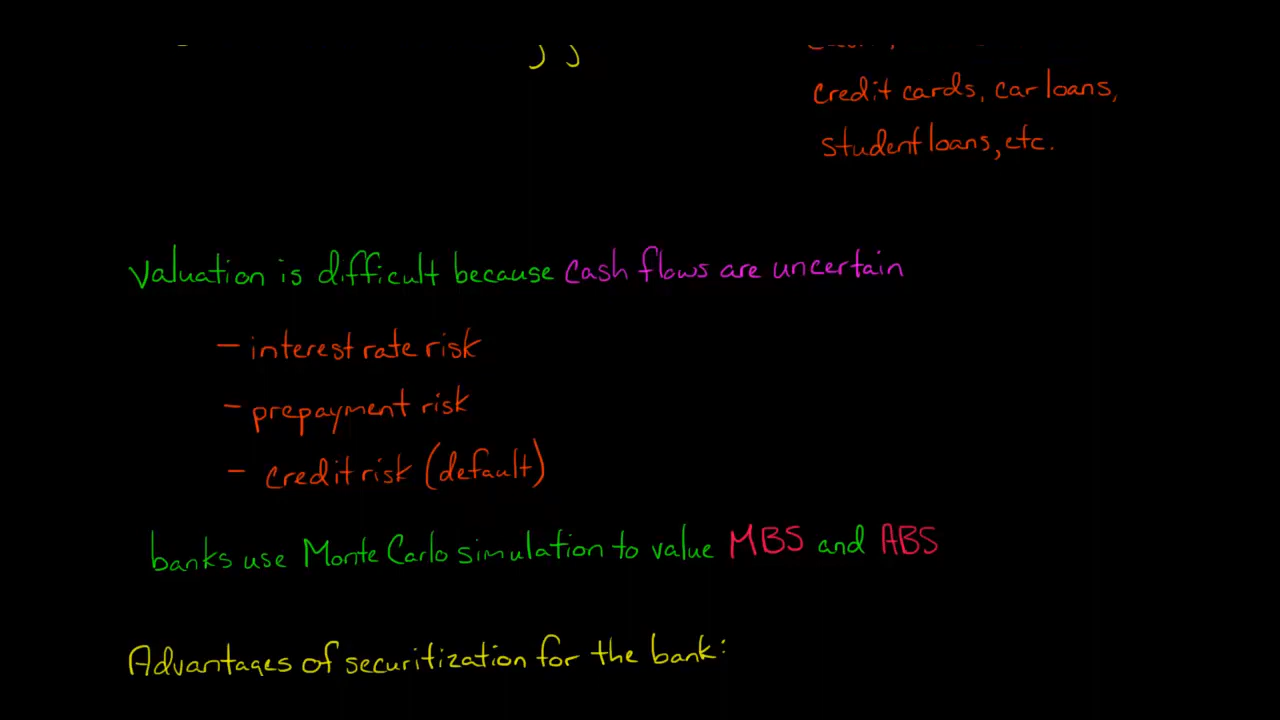 credit cards, car loans,
student loans, etc.
Valuation is difficult because cash flows are uncertain
- interest rate risk
- prepayment risk
- credit risk (default)
banks use Monte Carlo simulation to value MBS and ABS
Advantages of securitization for the bank: